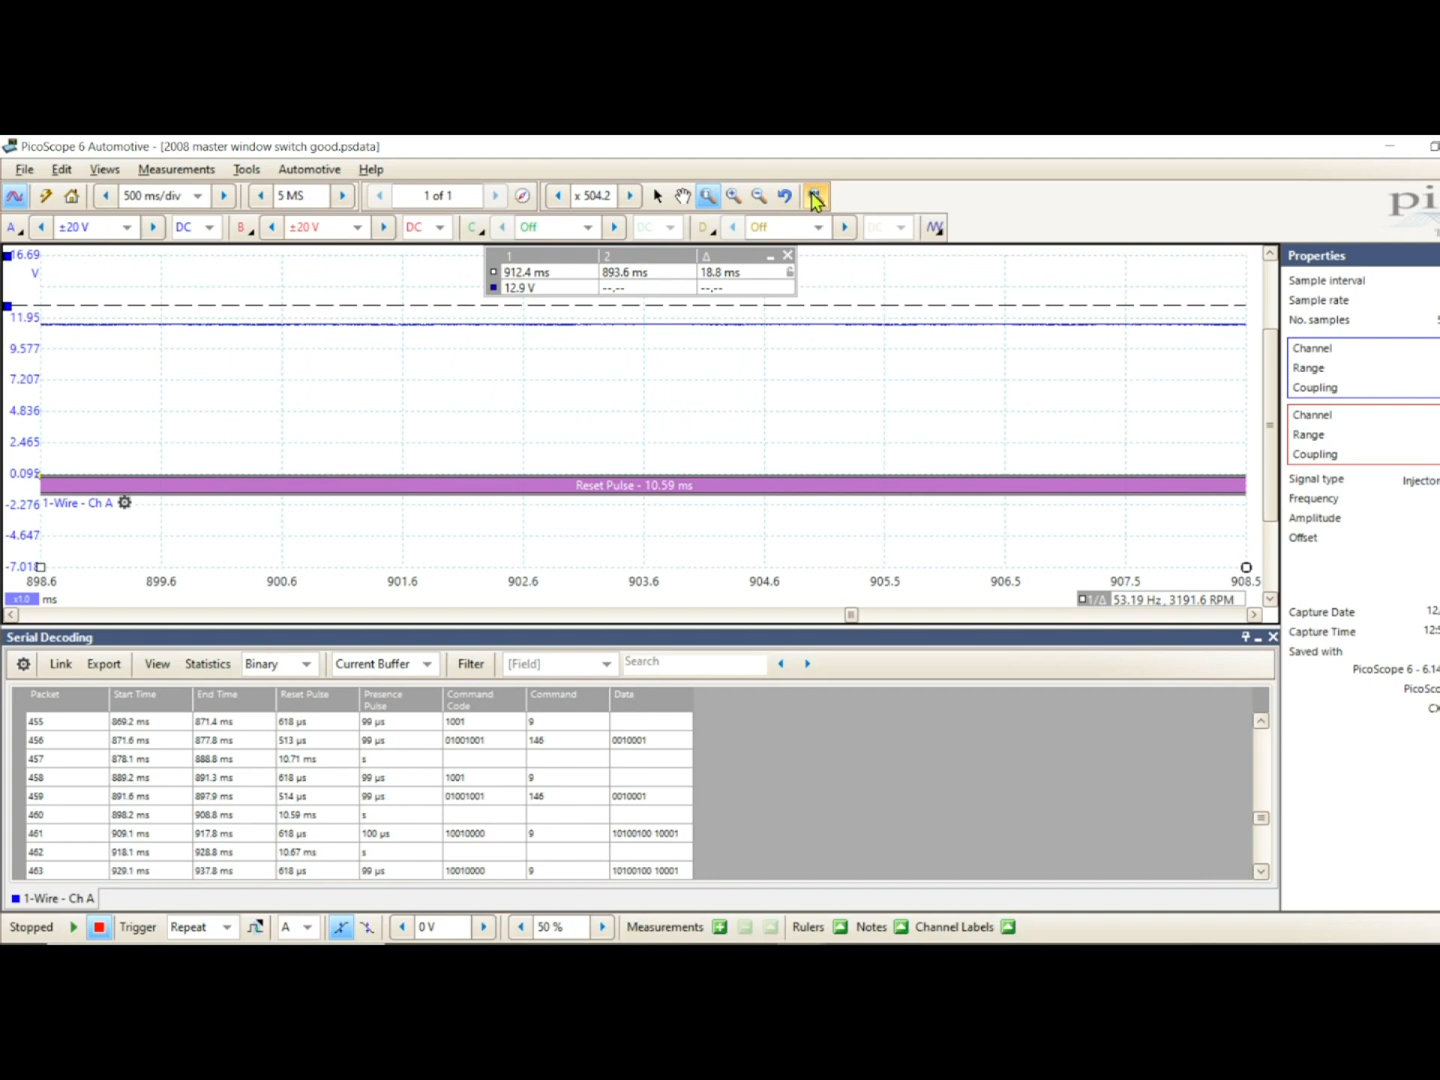 PicoScope 6 Automotive - [2008 master window switch good.psdata]
File Edit Views Measurements Tools Automotive Help
500 ms/div 5 MS 1 of 1 x 504.2
A ±20 V DC B ±20 V DC C Off DC D Off DC
pi
16.69
V
11.95
9.577
7.207
4.836
2.465
0.095
-2.276
-4.647
-7.018
1 2 Δ
912.4 ms 893.6 ms 18.8 ms
12.9 V --.-- --.--
Reset Pulse - 10.59 ms
1-Wire - Ch A
898.6 899.6 900.6 901.6 902.6 903.6 904.6 905.5 906.5 907.5 908.5
x1.0 ms
1/Δ 53.19 Hz, 3191.6 RPM
Properties
Sample interval
Sample rate
No. samples
Channel
Range
Coupling
Channel
Range
Coupling
Signal type Injector
Frequency
Amplitude
Offset
Capture Date 12
Capture Time 12:
Saved with
PicoScope 6 - 6.14
PicoSco
CX
Serial Decoding
Link Export View Statistics Binary Current Buffer Filter [Field] Search
Packet Start Time End Time Reset Pulse Presence Pulse Command Code Command Data
455 869.2 ms 871.4 ms 618 µs 99 µs 1001 9
456 871.6 ms 877.8 ms 513 µs 99 µs 01001001 146 0010001
457 878.1 ms 888.8 ms 10.71 ms s
458 889.2 ms 891.3 ms 618 µs 99 µs 1001 9
459 891.6 ms 897.9 ms 514 µs 99 µs 01001001 146 0010001
460 898.2 ms 908.8 ms 10.59 ms s
461 909.1 ms 917.8 ms 618 µs 100 µs 10010000 9 10100100 10001
462 918.1 ms 928.8 ms 10.67 ms s
463 929.1 ms 937.8 ms 618 µs 99 µs 10010000 9 10100100 10001
1-Wire - Ch A
Stopped Trigger Repeat A 0 V 50 % Measurements Rulers Notes Channel Labels